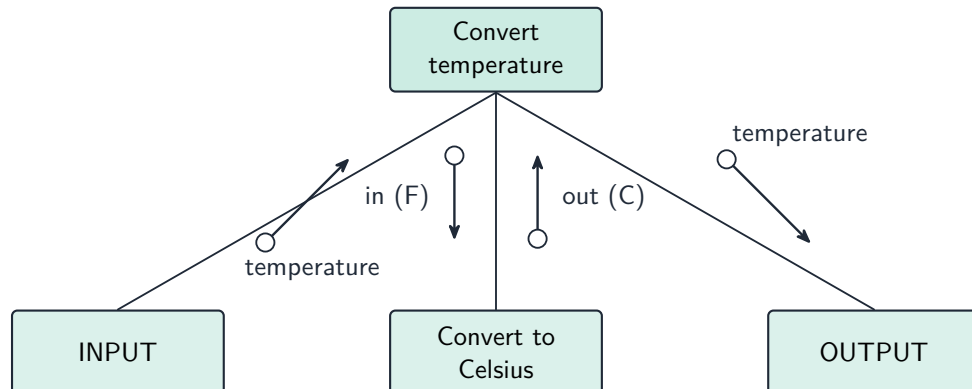 Convert
temperature
temperature
in (F)
out (C)
temperature
INPUT
Convert to
Celsius
OUTPUT